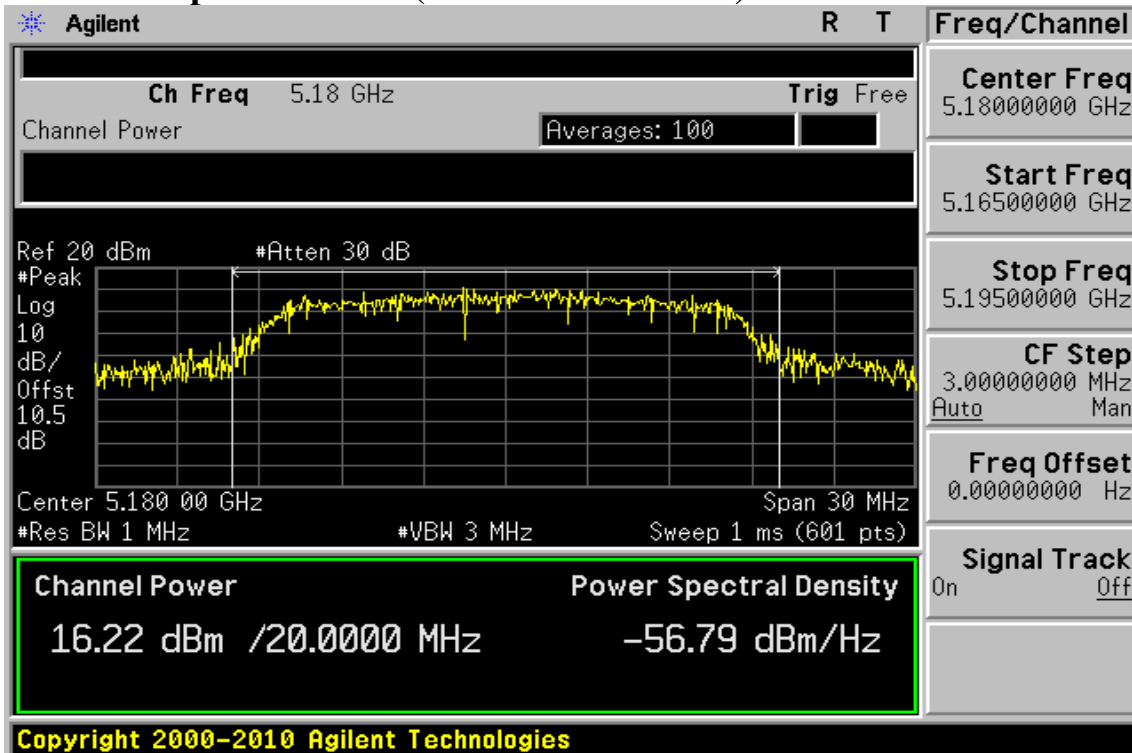 Agilent R T
Freq/Channel
Ch Freq 5.18 GHz Trig Free
Channel Power Averages: 100
Ref 20 dBm #Atten 30 dB
#Peak
Log
10
dB/
Offst
10.5
dB
Center 5.180 00 GHz Span 30 MHz
#Res BW 1 MHz #VBW 3 MHz Sweep 1 ms (601 pts)
Channel Power Power Spectral Density
16.22 dBm /20.0000 MHz -56.79 dBm/Hz
Center Freq
5.18000000 GHz
Start Freq
5.16500000 GHz
Stop Freq
5.19500000 GHz
CF Step
3.00000000 MHz
Auto Man
Freq Offset
0.00000000 Hz
Signal Track
On Off
Copyright 2000-2010 Agilent Technologies